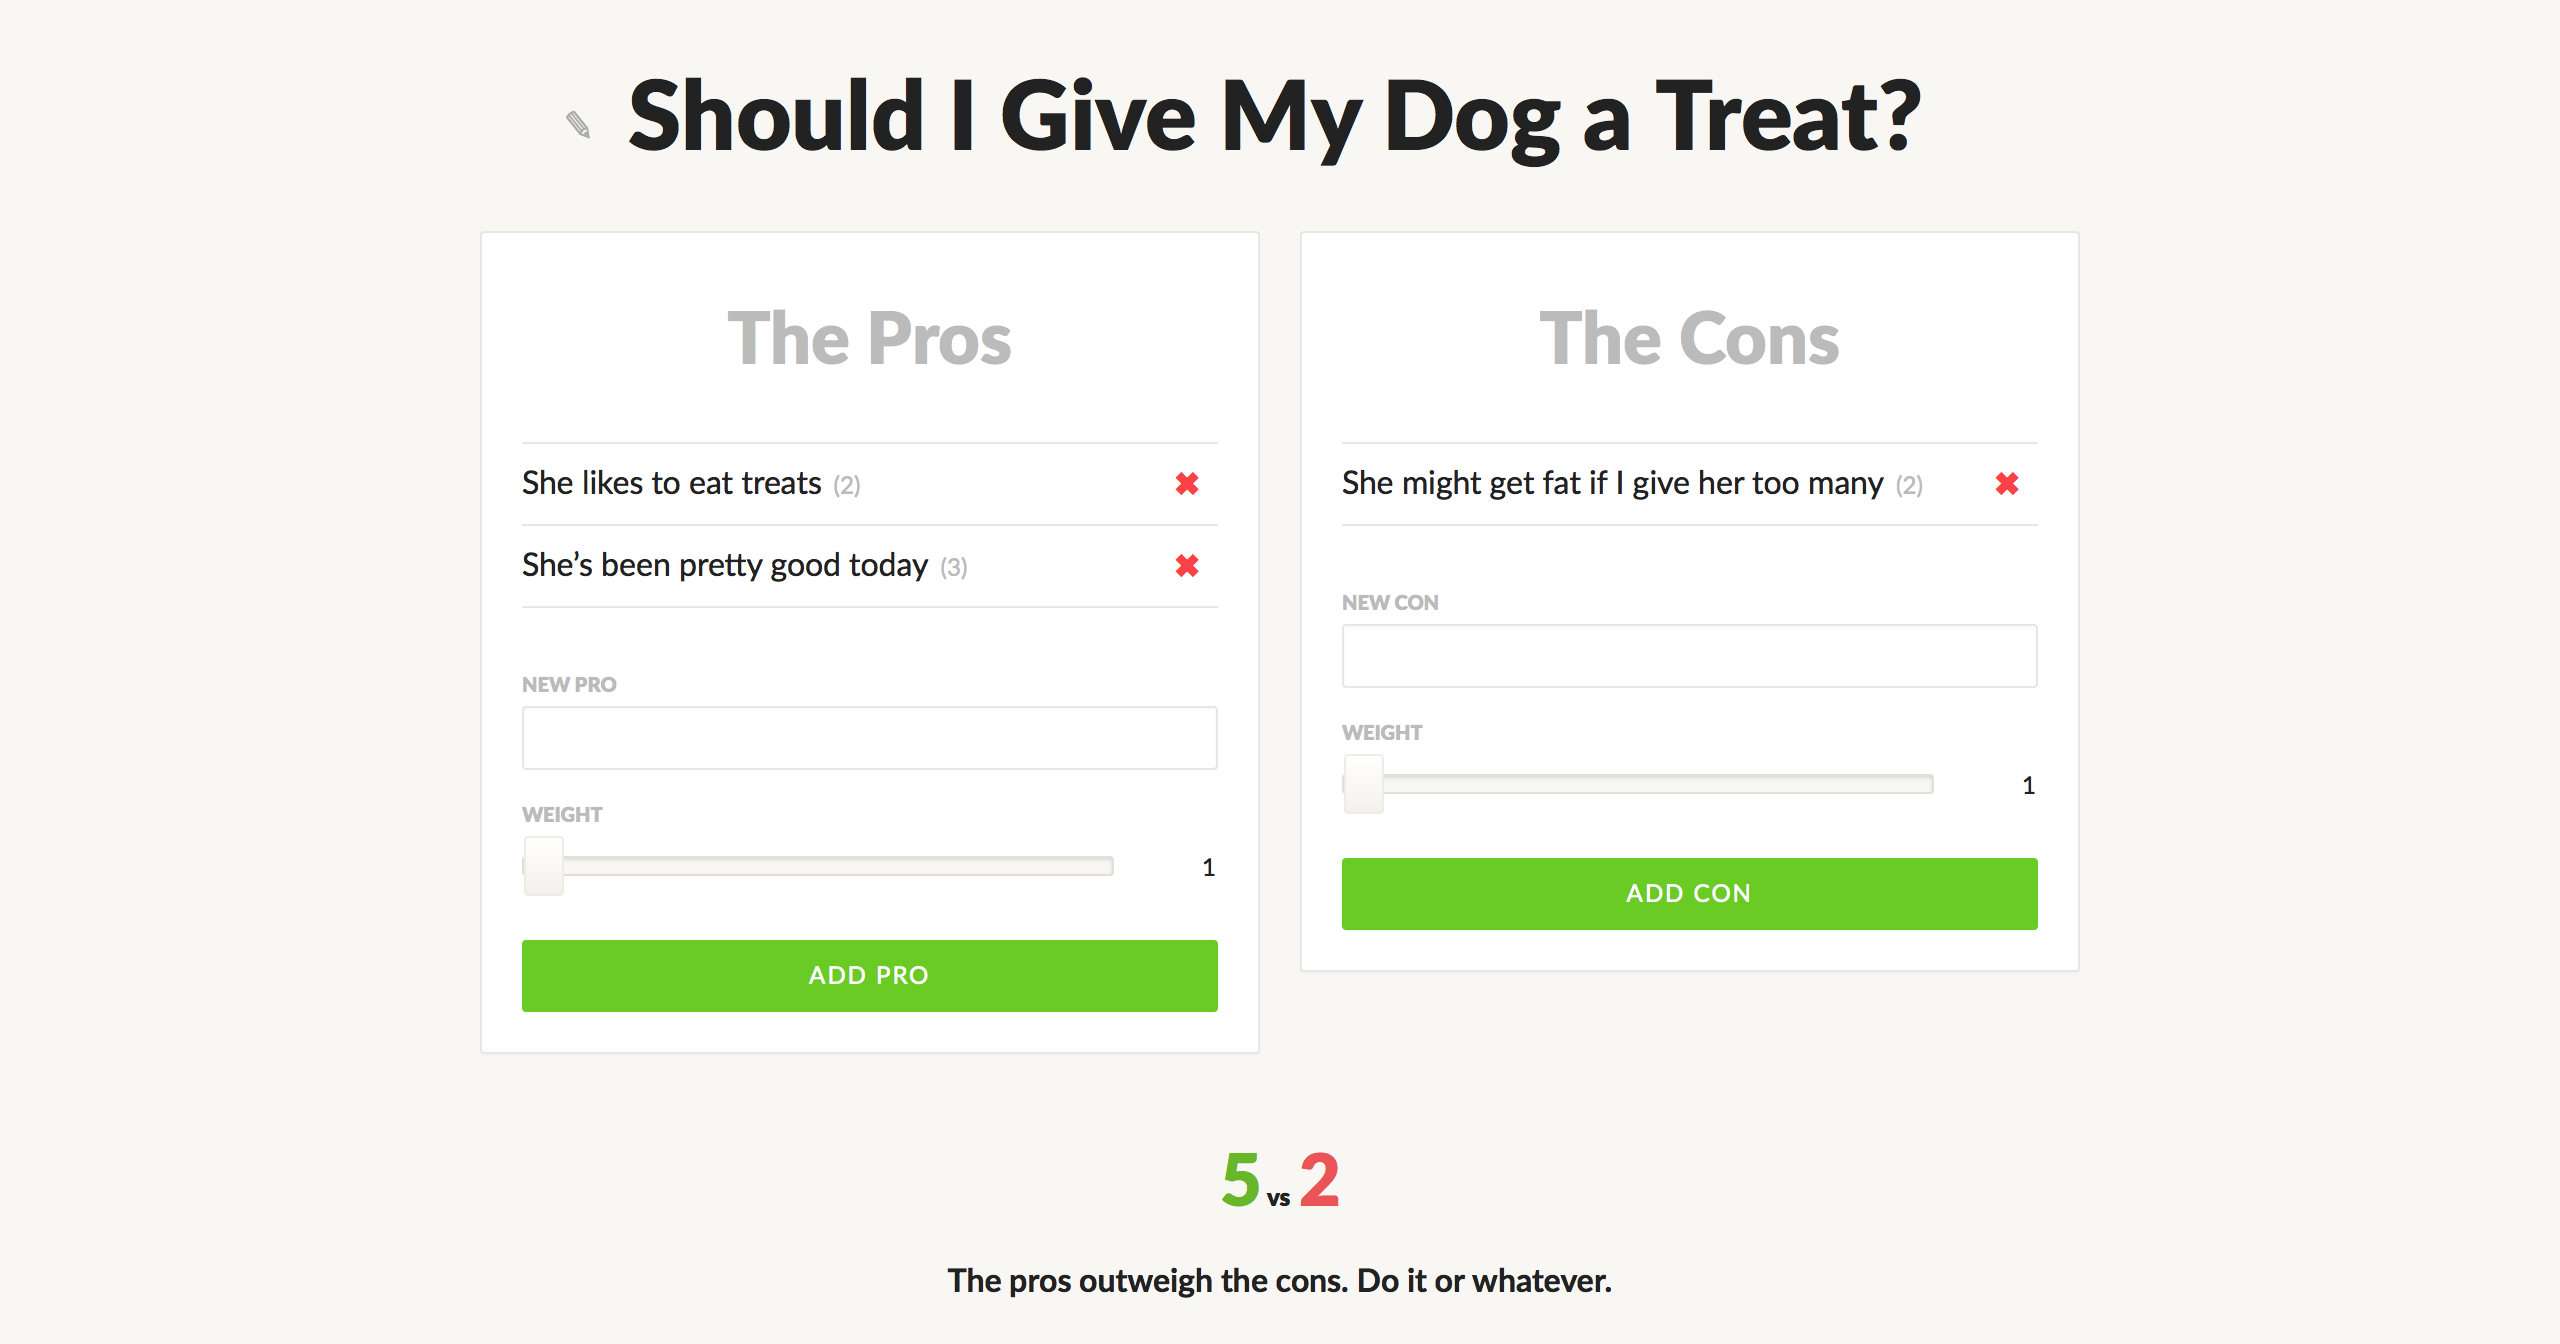 Should I Give My Dog a Treat?
The Pros
She likes to eat treats (2)
She’s been pretty good today (3)
NEW PRO
WEIGHT
1
ADD PRO
The Cons
She might get fat if I give her too many (2)
NEW CON
WEIGHT
1
ADD CON
5 vs 2
The pros outweigh the cons. Do it or whatever.